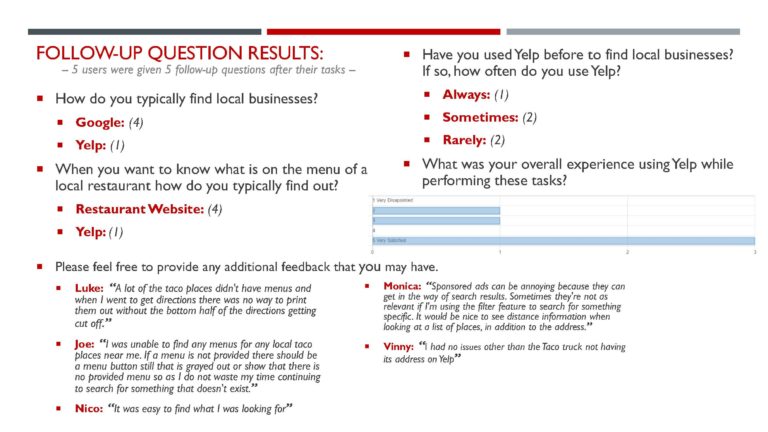 FOLLOW-UP QUESTION RESULTS:
– 5 users were given 5 follow-up questions after their tasks –
How do you typically find local businesses?
Google: (4)
Yelp: (1)
When you want to know what is on the menu of a
local restaurant how do you typically find out?
Restaurant Website: (4)
Yelp: (1)
Have you used Yelp before to find local businesses?
If so, how often do you use Yelp?
Always: (1)
Sometimes: (2)
Rarely: (2)
What was your overall experience using Yelp while
performing these tasks?
1 Very Disapointed
2
3
4
5 Very Satisfied
0 1 2 3
Please feel free to provide any additional feedback that you may have.
Luke: “A lot of the taco places didn't have menus and
when I went to get directions there was no way to print
them out without the bottom half of the directions getting
cut off.”
Joe: “I was unable to find any menus for any local taco
places near me. If a menu is not provided there should be
a menu button still that is grayed out or show that there is
no provided menu so as I do not waste my time continuing
to search for something that doesn't exist.”
Nico: “It was easy to find what I was looking for”
Monica: “Sponsored ads can be annoying because they can
get in the way of search results. Sometimes they're not as
relevant if I'm using the filter feature to search for something
specific. It would be nice to see distance information when
looking at a list of places, in addition to the address.”
Vinny: “I had no issues other than the Taco truck not having
its address on Yelp”